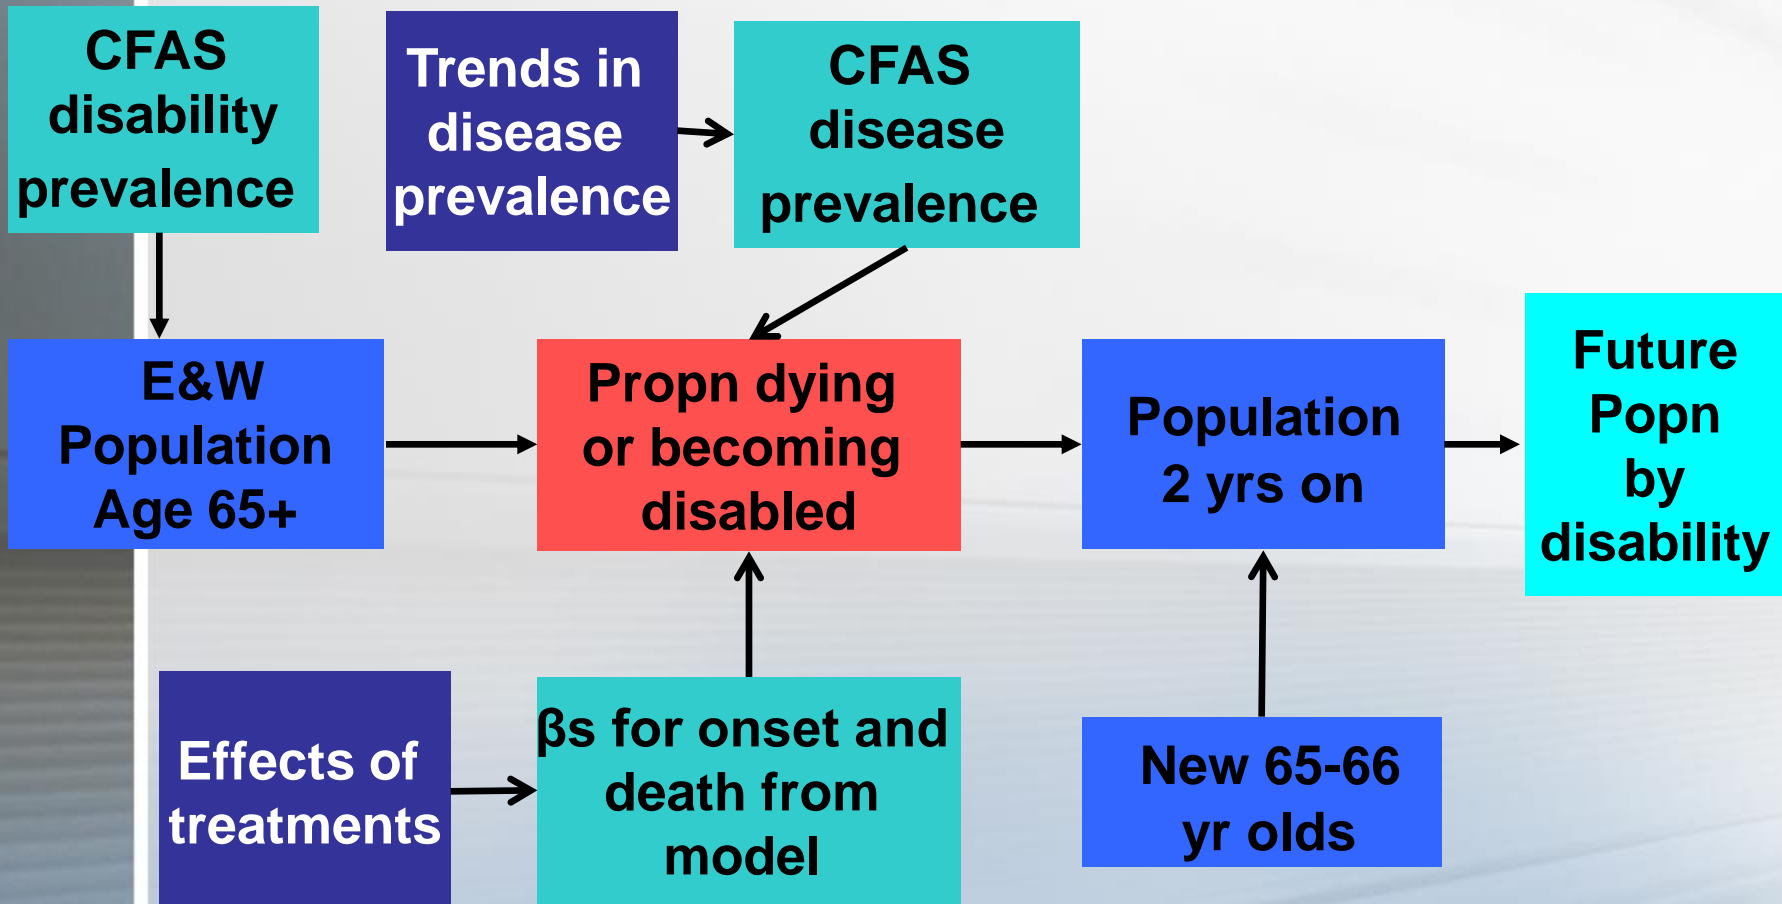 CFAS
disability
prevalence
Trends in
disease
prevalence
CFAS
disease
prevalence
E&W
Population
Age 65+
Propn dying
or becoming
disabled
Population
2 yrs on
Future
Popn
by
disability
Effects of
treatments
βs for onset and
death from
model
New 65-66
yr olds